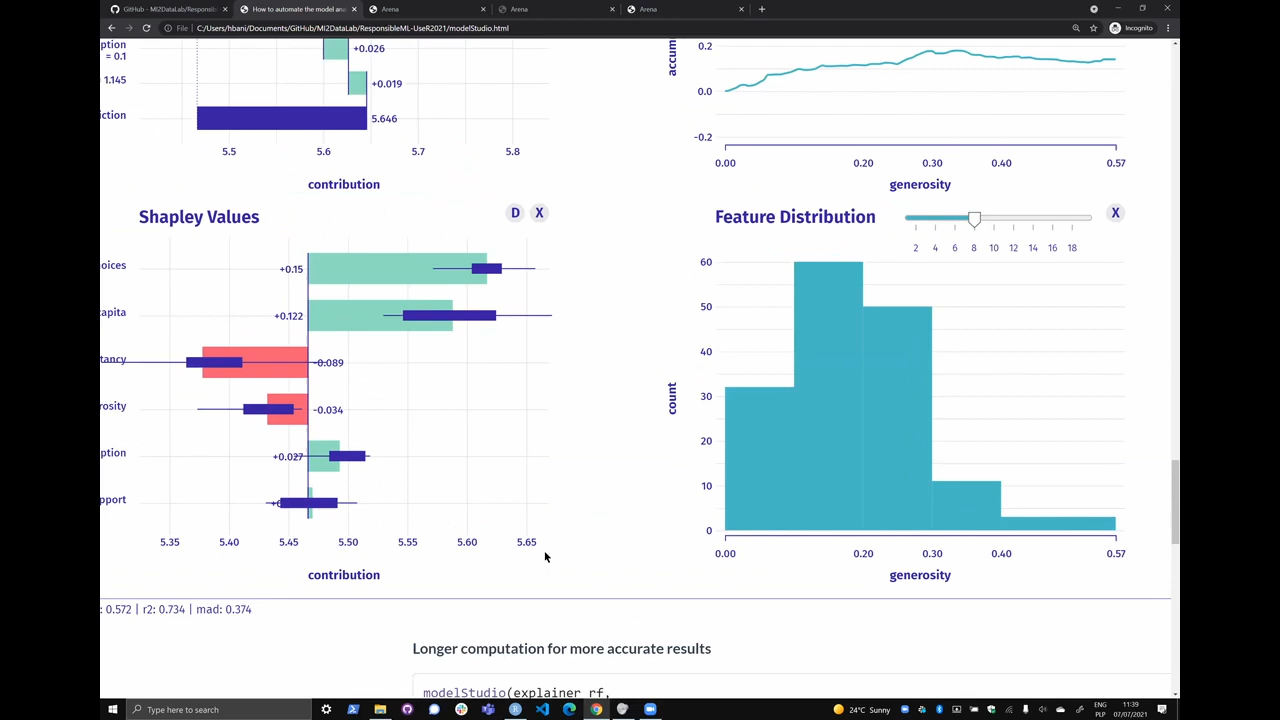 GitHub - MI2DataLab/Responsibl
How to automate the model ana
Arena
Arena
Arena
File
C:/Users/hbani/Documents/GitHub/MI2DataLab/ResponsibleML-UseR2021/modelStudio.html
Incognito
ption
= 0.1
+0.026
1.145
+0.019
ction
5.646
5.5 5.6 5.7 5.8
contribution
accum
0.2
0.0
-0.2
0.00 0.20 0.30 0.40 0.57
generosity
Shapley Values
D X
oices
+0.15
capita
+0.122
tancy
-0.089
rosity
-0.034
ption
+0.027
pport
5.35 5.40 5.45 5.50 5.55 5.60 5.65
contribution
Feature Distribution
X
2 4 6 8 10 12 14 16 18
60
50
40
30
20
10
0
count
0.00 0.20 0.30 0.40 0.57
generosity
: 0.572 | r2: 0.734 | mad: 0.374
Longer computation for more accurate results
modelStudio(explainer_rf,
Type here to search
24°C Sunny
ENG
PLP
11:39
07/07/2021